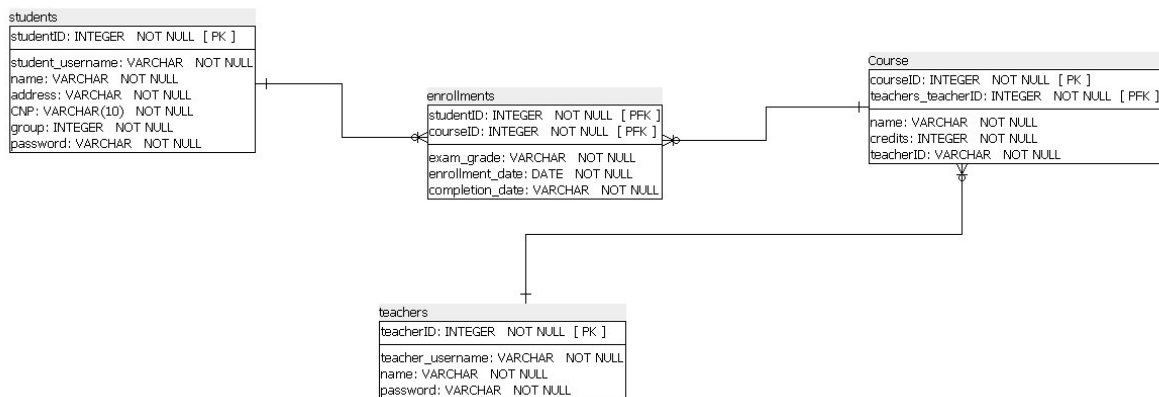 students
studentID: INTEGER NOT NULL [ PK ]
student_username: VARCHAR NOT NULL
name: VARCHAR NOT NULL
address: VARCHAR NOT NULL
CNP: VARCHAR(10) NOT NULL
group: INTEGER NOT NULL
password: VARCHAR NOT NULL
enrollments
studentID: INTEGER NOT NULL [ PFK ]
courseID: INTEGER NOT NULL [ PFK ]
exam_grade: VARCHAR NOT NULL
enrollment_date: DATE NOT NULL
completion_date: VARCHAR NOT NULL
Course
courseID: INTEGER NOT NULL [ PK ]
teachers_teacherID: INTEGER NOT NULL [ PFK ]
name: VARCHAR NOT NULL
credits: INTEGER NOT NULL
teacherID: VARCHAR NOT NULL
teachers
teacherID: INTEGER NOT NULL [ PK ]
teacher_username: VARCHAR NOT NULL
name: VARCHAR NOT NULL
password: VARCHAR NOT NULL